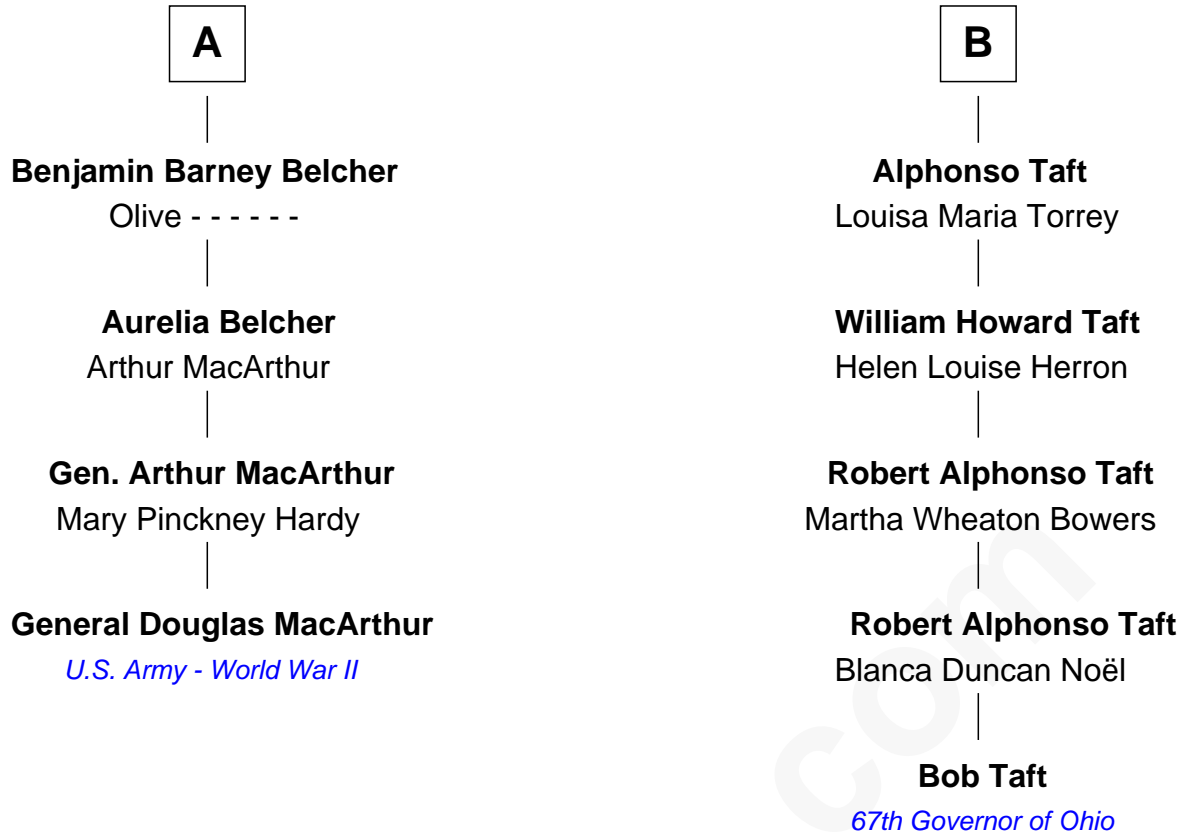 A
Benjamin Barney Belcher
Olive - - - - - -
Aurelia Belcher
Arthur MacArthur
Gen. Arthur MacArthur
Mary Pinckney Hardy
General Douglas MacArthur
U.S. Army - World War II
B
Alphonso Taft
Louisa Maria Torrey
William Howard Taft
Helen Louise Herron
Robert Alphonso Taft
Martha Wheaton Bowers
Robert Alphonso Taft
Blanca Duncan Noël
Bob Taft
67th Governor of Ohio
com